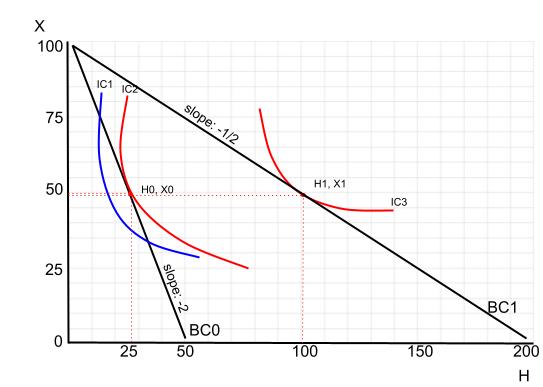 X
100
IC1
IC2
slope: -1/2
75
H0, X0
H1, X1
50
IC3
25
slope: -2
BC0
BC1
0
25
50
100
150
200
H